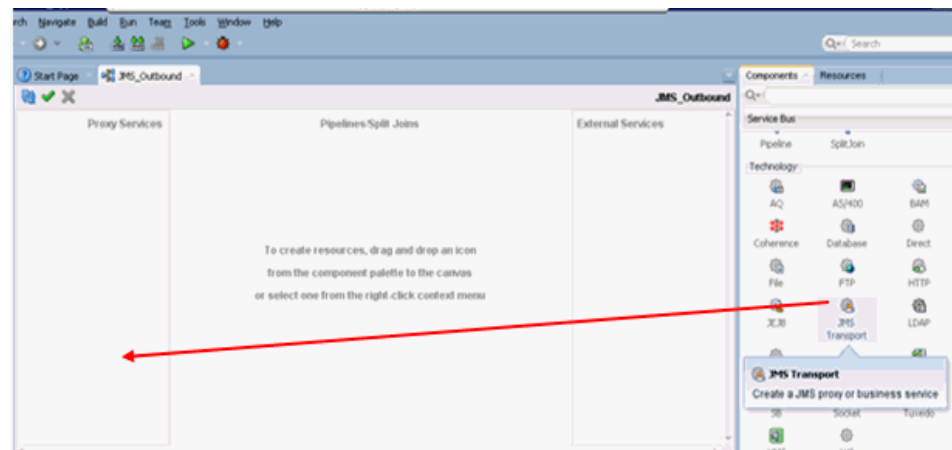 rch Navigate Build Run Team Tools Window Help
Search
Start Page
JMS_Outbound
Components
Resources
JMS_Outbound
Proxy Services
Pipelines/Split Joins
External Services
Service Bus
Pipeline
SplitJoin
Technology
AQ
AS/400
BAM
Coherence
Database
Direct
File
FTP
HTTP
JEJB
JMS
Transport
LDAP
To create resources, drag and drop an icon
from the component palette to the canvas
or select one from the right-click context menu
JMS Transport
Create a JMS proxy or business service
SB
Socket
Tuxedo